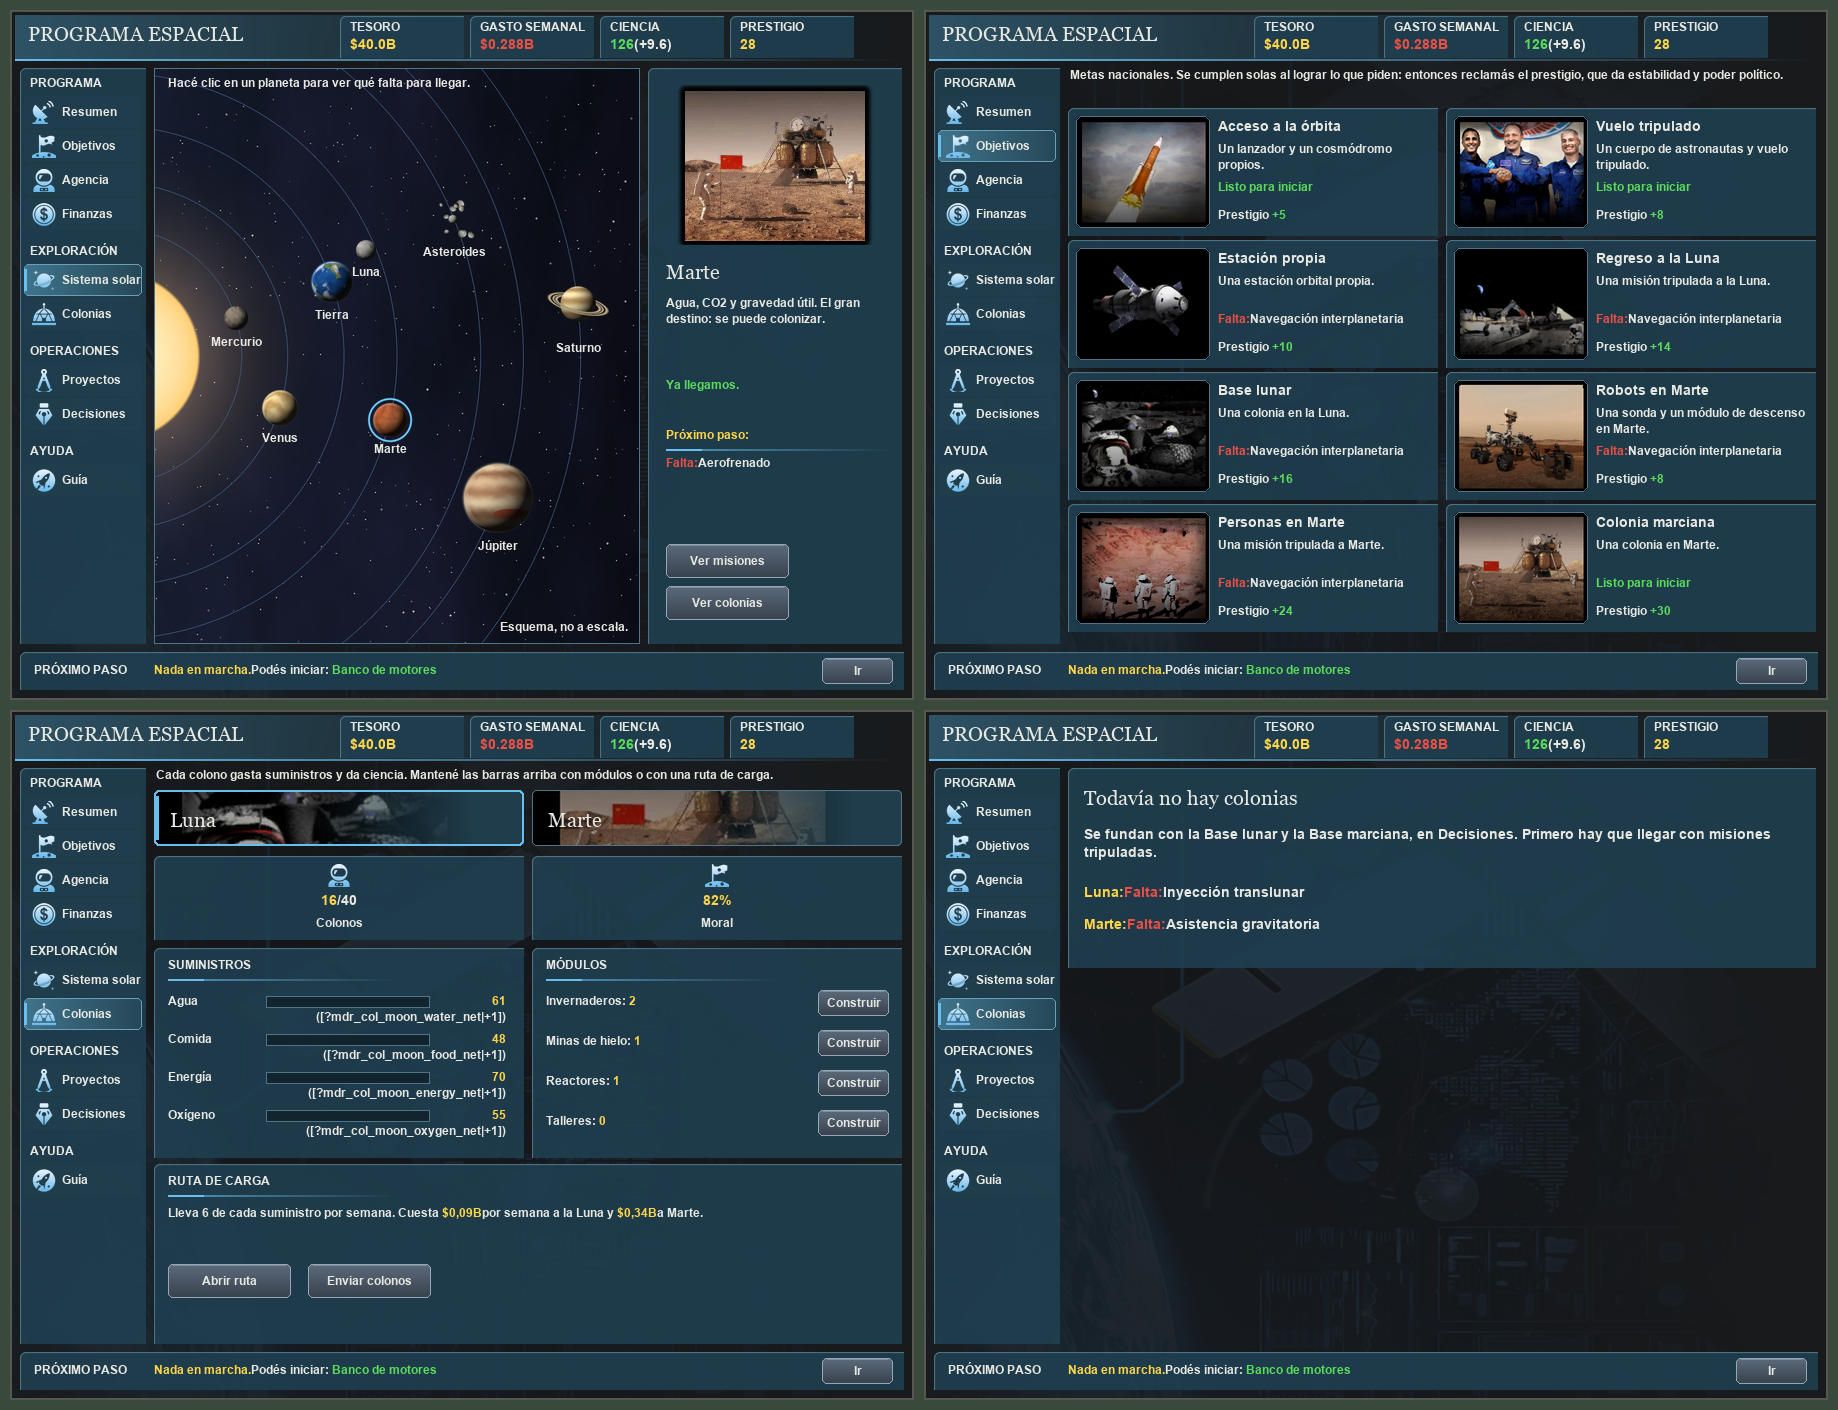 PROGRAMA ESPACIAL
TESORO
$40.0B
GASTO SEMANAL
$0.288B
CIENCIA
126(+9.6)
PRESTIGIO
28
PROGRAMA
Resumen
Objetivos
Agencia
Finanzas
EXPLORACIÓN
Sistema solar
Colonias
OPERACIONES
Proyectos
Decisiones
AYUDA
Guía
Hacé clic en un planeta para ver qué falta para llegar.
Asteroides
Luna
Tierra
Mercurio
Saturno
Venus
Marte
Júpiter
Esquema, no a escala.
Marte
Agua, CO2 y gravedad útil. El gran
destino: se puede colonizar.
Ya llegamos.
Próximo paso:
Falta:Aerofrenado
Ver misiones
Ver colonias
PRÓXIMO PASO
Nada en marcha.Podés iniciar: Banco de motores
Ir
PROGRAMA ESPACIAL
TESORO
$40.0B
GASTO SEMANAL
$0.288B
CIENCIA
126(+9.6)
PRESTIGIO
28
PROGRAMA
Resumen
Objetivos
Agencia
Finanzas
EXPLORACIÓN
Sistema solar
Colonias
OPERACIONES
Proyectos
Decisiones
AYUDA
Guía
Metas nacionales. Se cumplen solas al lograr lo que piden: entonces reclamás el prestigio, que da estabilidad y poder político.
Acceso a la órbita
Un lanzador y un cosmódromo
propios.
Listo para iniciar
Prestigio +5
Vuelo tripulado
Un cuerpo de astronautas y vuelo
tripulado.
Listo para iniciar
Prestigio +8
Estación propia
Una estación orbital propia.
Falta:Navegación interplanetaria
Prestigio +10
Regreso a la Luna
Una misión tripulada a la Luna.
Falta:Navegación interplanetaria
Prestigio +14
Base lunar
Una colonia en la Luna.
Falta:Navegación interplanetaria
Prestigio +16
Robots en Marte
Una sonda y un módulo de descenso
en Marte.
Falta:Navegación interplanetaria
Prestigio +8
Personas en Marte
Una misión tripulada a Marte.
Falta:Navegación interplanetaria
Prestigio +24
Colonia marciana
Una colonia en Marte.
Listo para iniciar
Prestigio +30
PRÓXIMO PASO
Nada en marcha.Podés iniciar: Banco de motores
Ir
PROGRAMA ESPACIAL
TESORO
$40.0B
GASTO SEMANAL
$0.288B
CIENCIA
126(+9.6)
PRESTIGIO
28
PROGRAMA
Resumen
Objetivos
Agencia
Finanzas
EXPLORACIÓN
Sistema solar
Colonias
OPERACIONES
Proyectos
Decisiones
AYUDA
Guía
Cada colono gasta suministros y da ciencia. Mantené las barras arriba con módulos o con una ruta de carga.
Luna
Marte
16/40
Colonos
82%
Moral
SUMINISTROS
Agua
61
([?mdr_col_moon_water_net|+1])
Comida
48
([?mdr_col_moon_food_net|+1])
Energía
70
([?mdr_col_moon_energy_net|+1])
Oxígeno
55
([?mdr_col_moon_oxygen_net|+1])
MÓDULOS
Invernaderos: 2
Construir
Minas de hielo: 1
Construir
Reactores: 1
Construir
Talleres: 0
Construir
RUTA DE CARGA
Lleva 6 de cada suministro por semana. Cuesta $0,09Bpor semana a la Luna y $0,34Ba Marte.
Abrir ruta
Enviar colonos
PRÓXIMO PASO
Nada en marcha.Podés iniciar: Banco de motores
Ir
PROGRAMA ESPACIAL
TESORO
$40.0B
GASTO SEMANAL
$0.288B
CIENCIA
126(+9.6)
PRESTIGIO
28
PROGRAMA
Resumen
Objetivos
Agencia
Finanzas
EXPLORACIÓN
Sistema solar
Colonias
OPERACIONES
Proyectos
Decisiones
AYUDA
Guía
Todavía no hay colonias
Se fundan con la Base lunar y la Base marciana, en Decisiones. Primero hay que llegar con misiones
tripuladas.
Luna:Falta:Inyección translunar
Marte:Falta:Asistencia gravitatoria
PRÓXIMO PASO
Nada en marcha.Podés iniciar: Banco de motores
Ir